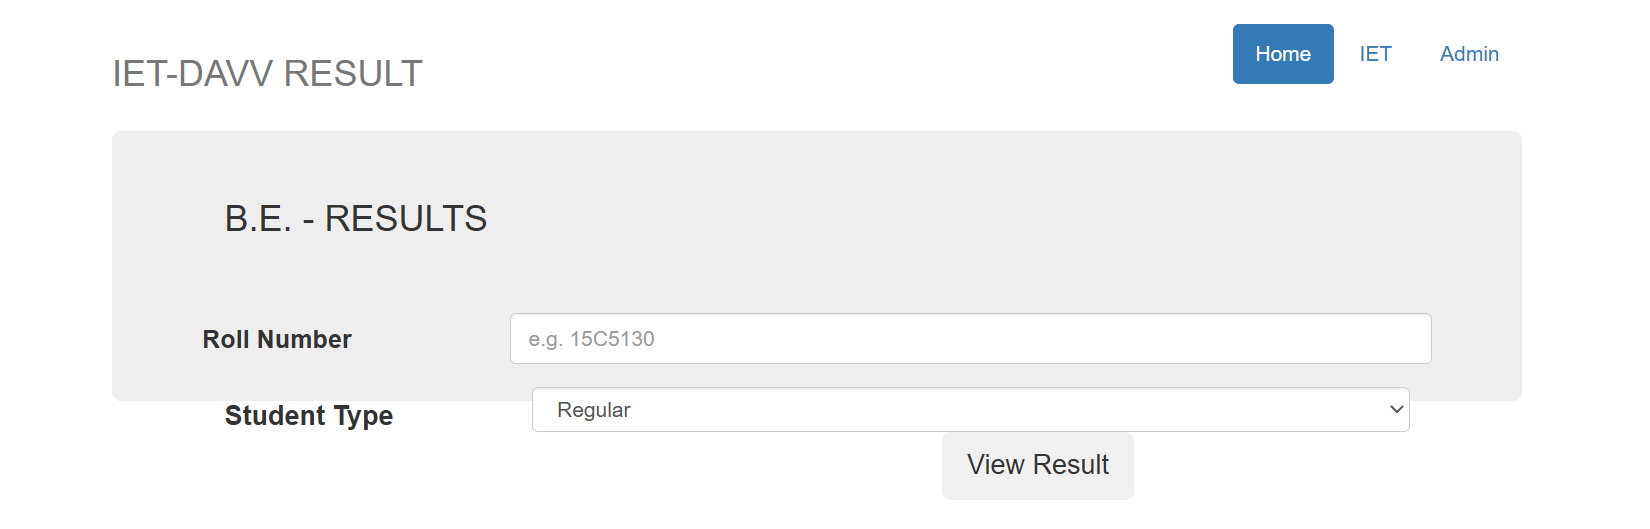 IET-DAVV RESULT
Home IET Admin
B.E. - RESULTS
Roll Number e.g. 15C5130
Student Type Regular
View Result